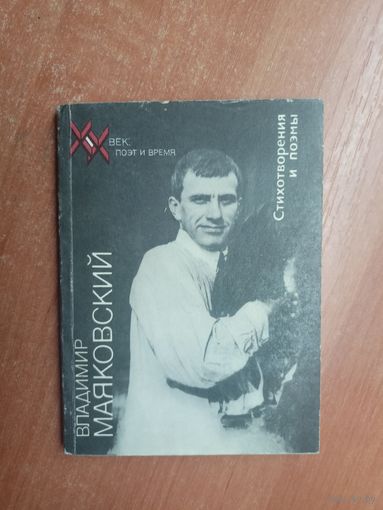 XX
ВЕК:
ПОЭТ И ВРЕМЯ
Стихотворения
и поэмы
ВЛАДИМИР
МАЯКОВСКИЙ